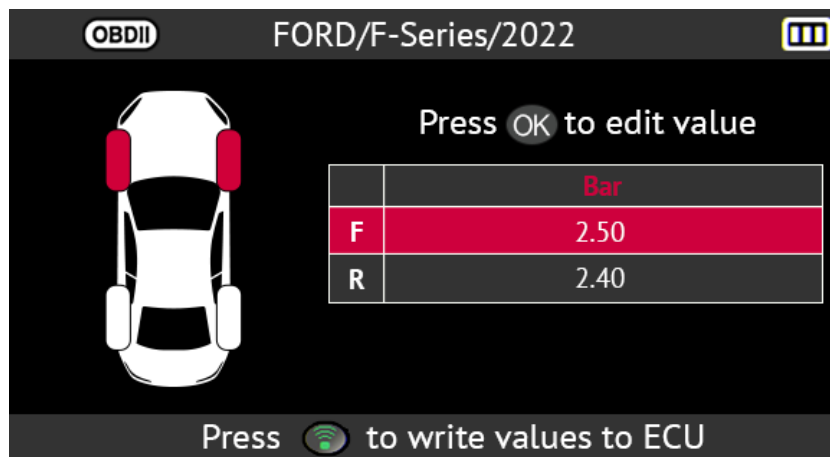 OBDII FORD/F-Series/2022
Press OK to edit value
Bar
F 2.50
R 2.40
Press to write values to ECU